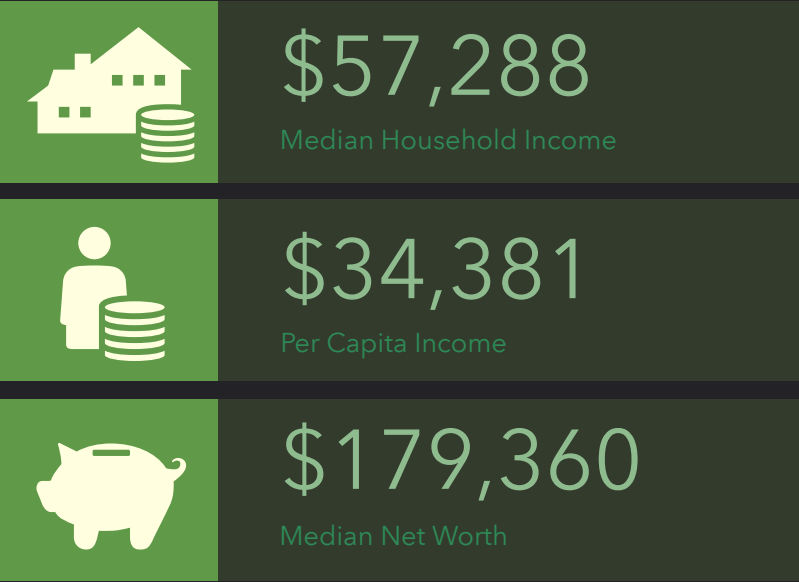 $57,288
Median Household Income
$34,381
Per Capita Income
$179,360
Median Net Worth